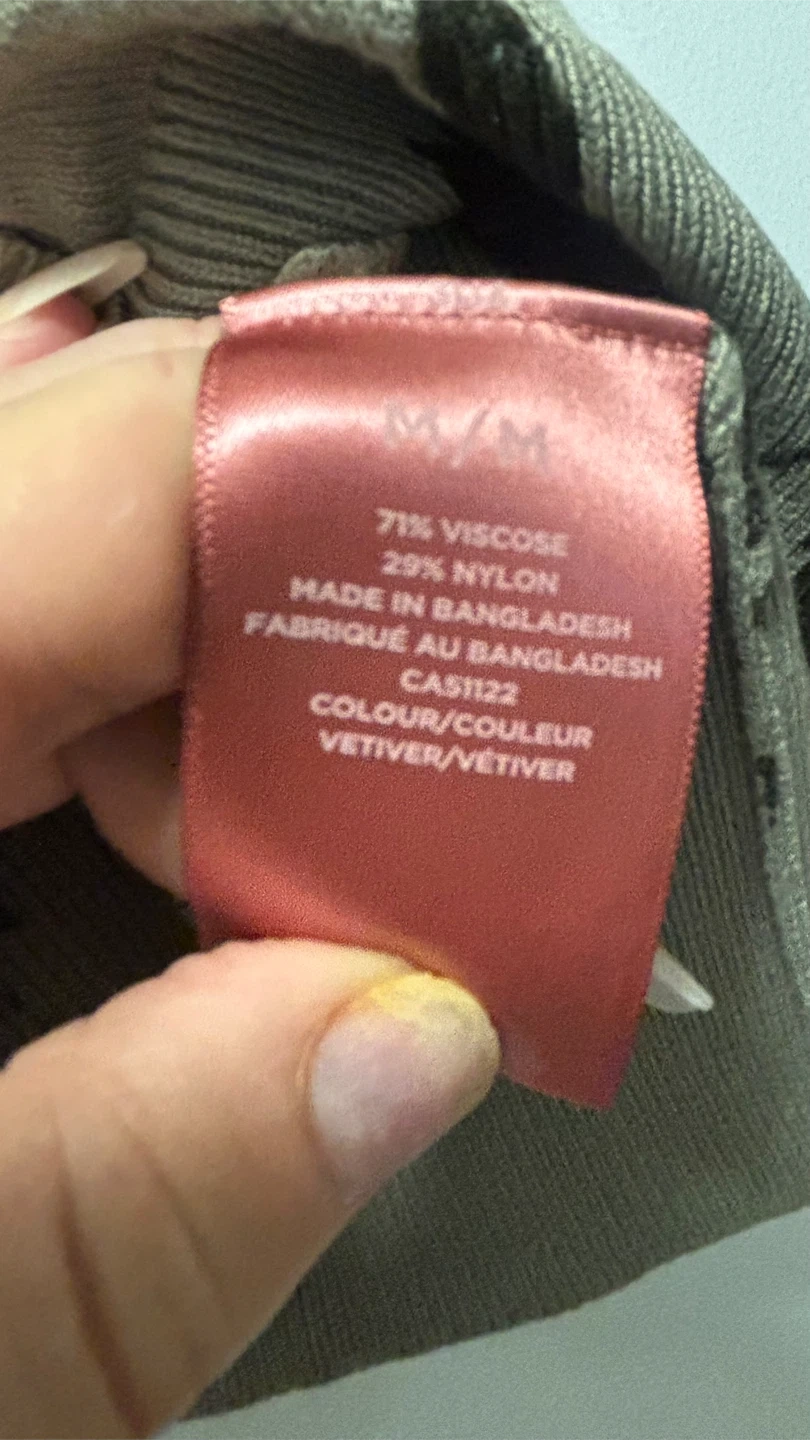 M/M
71% VISCOSE
29% NYLON
MADE IN BANGLADESH
FABRIQUÉ AU BANGLADESH
CA51122
COLOUR/COULEUR
VETIVER/VÉTIVER